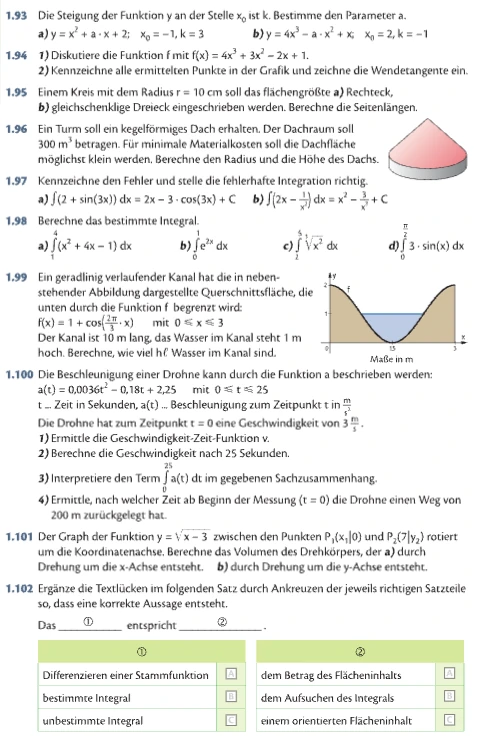 1.93 Die Steigung der Funktion y an der Stelle x₀ ist k. Bestimme den Parameter a.
a) y = x² + a · x + 2; x₀ = −1, k = 3 b) y = 4x³ − a · x² + x; x₀ = 2, k = −1
1.94 1) Diskutiere die Funktion f mit f(x) = 4x³ + 3x² − 2x + 1.
2) Kennzeichne alle ermittelten Punkte in der Grafik und zeichne die Wendetangente ein.
1.95 Einem Kreis mit dem Radius r = 10 cm soll das flächengrößte a) Rechteck,
b) gleichschenklige Dreieck eingeschrieben werden. Berechne die Seitenlängen.
1.96 Ein Turm soll ein kegelförmiges Dach erhalten. Der Dachraum soll
300 m³ betragen. Für minimale Materialkosten soll die Dachfläche
möglichst klein werden. Berechne den Radius und die Höhe des Dachs.
1.97 Kennzeichne den Fehler und stelle die fehlerhafte Integration richtig.
a) ∫(2 + sin(3x)) dx = 2x − 3 · cos(3x) + C b) ∫(2x − 1/x²) dx = x² − 3/x³ + C
1.98 Berechne das bestimmte Integral.
a) ∫₁⁴(x² + 4x − 1) dx b) ∫₀¹e²ˣ dx c) ∫ √x² dx d) ∫ 3 · sin(x) dx
π
2
0
1.99 Ein geradlinig verlaufender Kanal hat die in neben-
stehender Abbildung dargestellte Querschnittsfläche, die
unten durch die Funktion f begrenzt wird:
f(x) = 1 + cos(2π/3 · x) mit 0 ⩽ x ⩽ 3
Der Kanal ist 10 m lang, das Wasser im Kanal steht 1 m
hoch. Berechne, wie viel hℓ Wasser im Kanal sind.
y
f
2
1
0
1,5
3
x
Maße in m
1.100 Die Beschleunigung einer Drohne kann durch die Funktion a beschrieben werden:
a(t) = 0,0036t² − 0,18t + 2,25 mit 0 ⩽ t ⩽ 25
t ... Zeit in Sekunden, a(t) ... Beschleunigung zum Zeitpunkt t in m/s²
Die Drohne hat zum Zeitpunkt t = 0 eine Geschwindigkeit von 3 m/s.
1) Ermittle die Geschwindigkeit-Zeit-Funktion v.
2) Berechne die Geschwindigkeit nach 25 Sekunden.
3) Interpretiere den Term ∫₀²⁵ a(t) dt im gegebenen Sachzusammenhang.
4) Ermittle, nach welcher Zeit ab Beginn der Messung (t = 0) die Drohne einen Weg von
200 m zurückgelegt hat.
1.101 Der Graph der Funktion y = √x − 3 zwischen den Punkten P₁(x₁|0) und P₂(7|y₂) rotiert
um die Koordinatenachse. Berechne das Volumen des Drehkörpers, der a) durch
Drehung um die x-Achse entsteht. b) durch Drehung um die y-Achse entsteht.
1.102 Ergänze die Textlücken im folgenden Satz durch Ankreuzen der jeweils richtigen Satzteile
so, dass eine korrekte Aussage entsteht.
Das ① entspricht ② .
①
Differenzieren einer Stammfunktion A
bestimmte Integral B
unbestimmte Integral C
②
dem Betrag des Flächeninhalts A
dem Aufsuchen des Integrals B
einem orientierten Flächeninhalt C